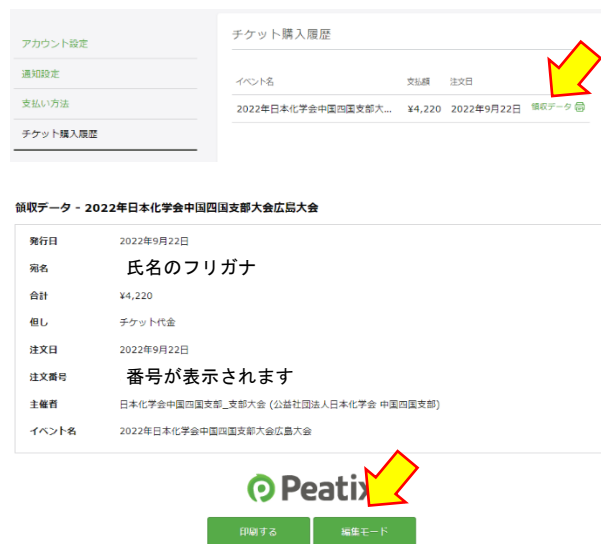 チケット購入履歴
アカウント設定
通知設定
支払い方法
チケット購入履歴
イベント名 支払額 注文日
2022年日本化学会中国四国支部大... ¥4,220 2022年9月22日 領収データ
領収データ - 2022年日本化学会中国四国支部大会広島大会
発行日 2022年9月22日
宛名 氏名のフリガナ
合計 ¥4,220
但し チケット代金
注文日 2022年9月22日
注文番号 番号が表示されます
主催者 日本化学会中国四国支部_支部大会 (公益社団法人日本化学会 中国四国支部)
イベント名 2022年日本化学会中国四国支部大会広島大会
Peatix
印刷する 編集モード